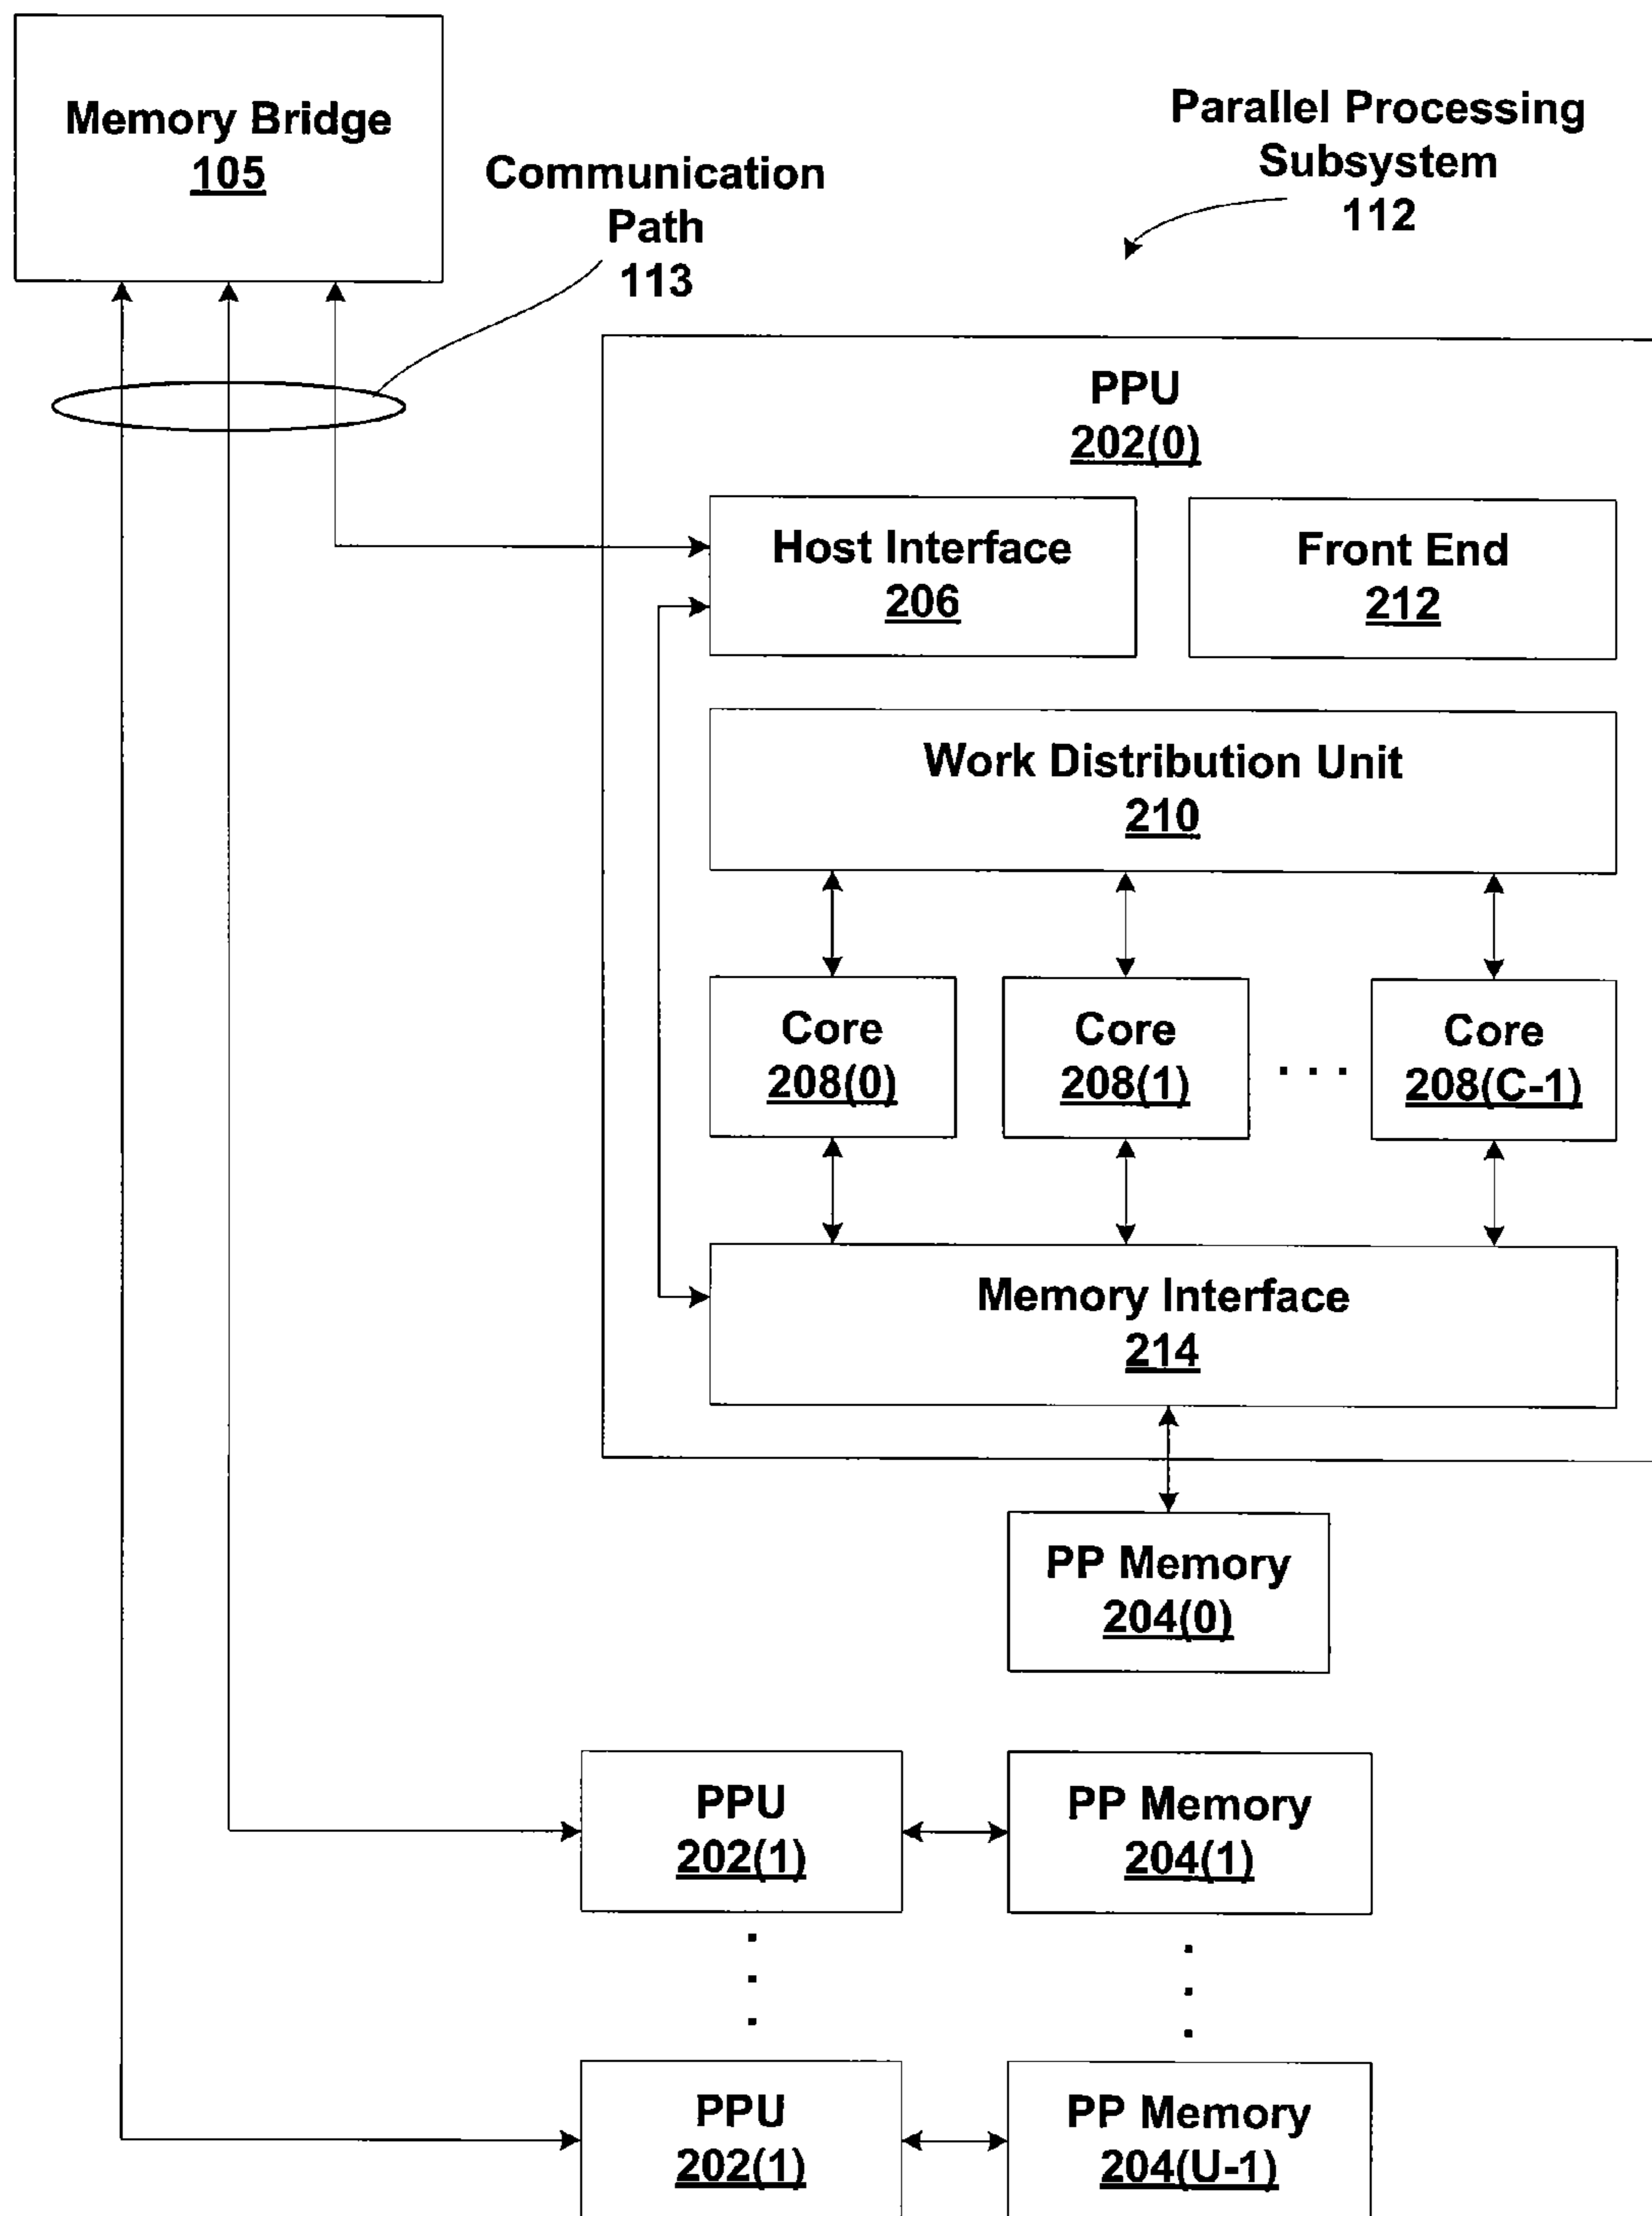 Memory Bridge
105
Communication
Path
113
Parallel Processing
Subsystem
112
PPU
202(0)
Host Interface
206
Front End
212
Work Distribution Unit
210
Core
208(0)
Core
208(1)
. . .
Core
208(C-1)
Memory Interface
214
PP Memory
204(0)
PPU
202(1)
PP Memory
204(1)
PPU
202(1)
PP Memory
204(U-1)